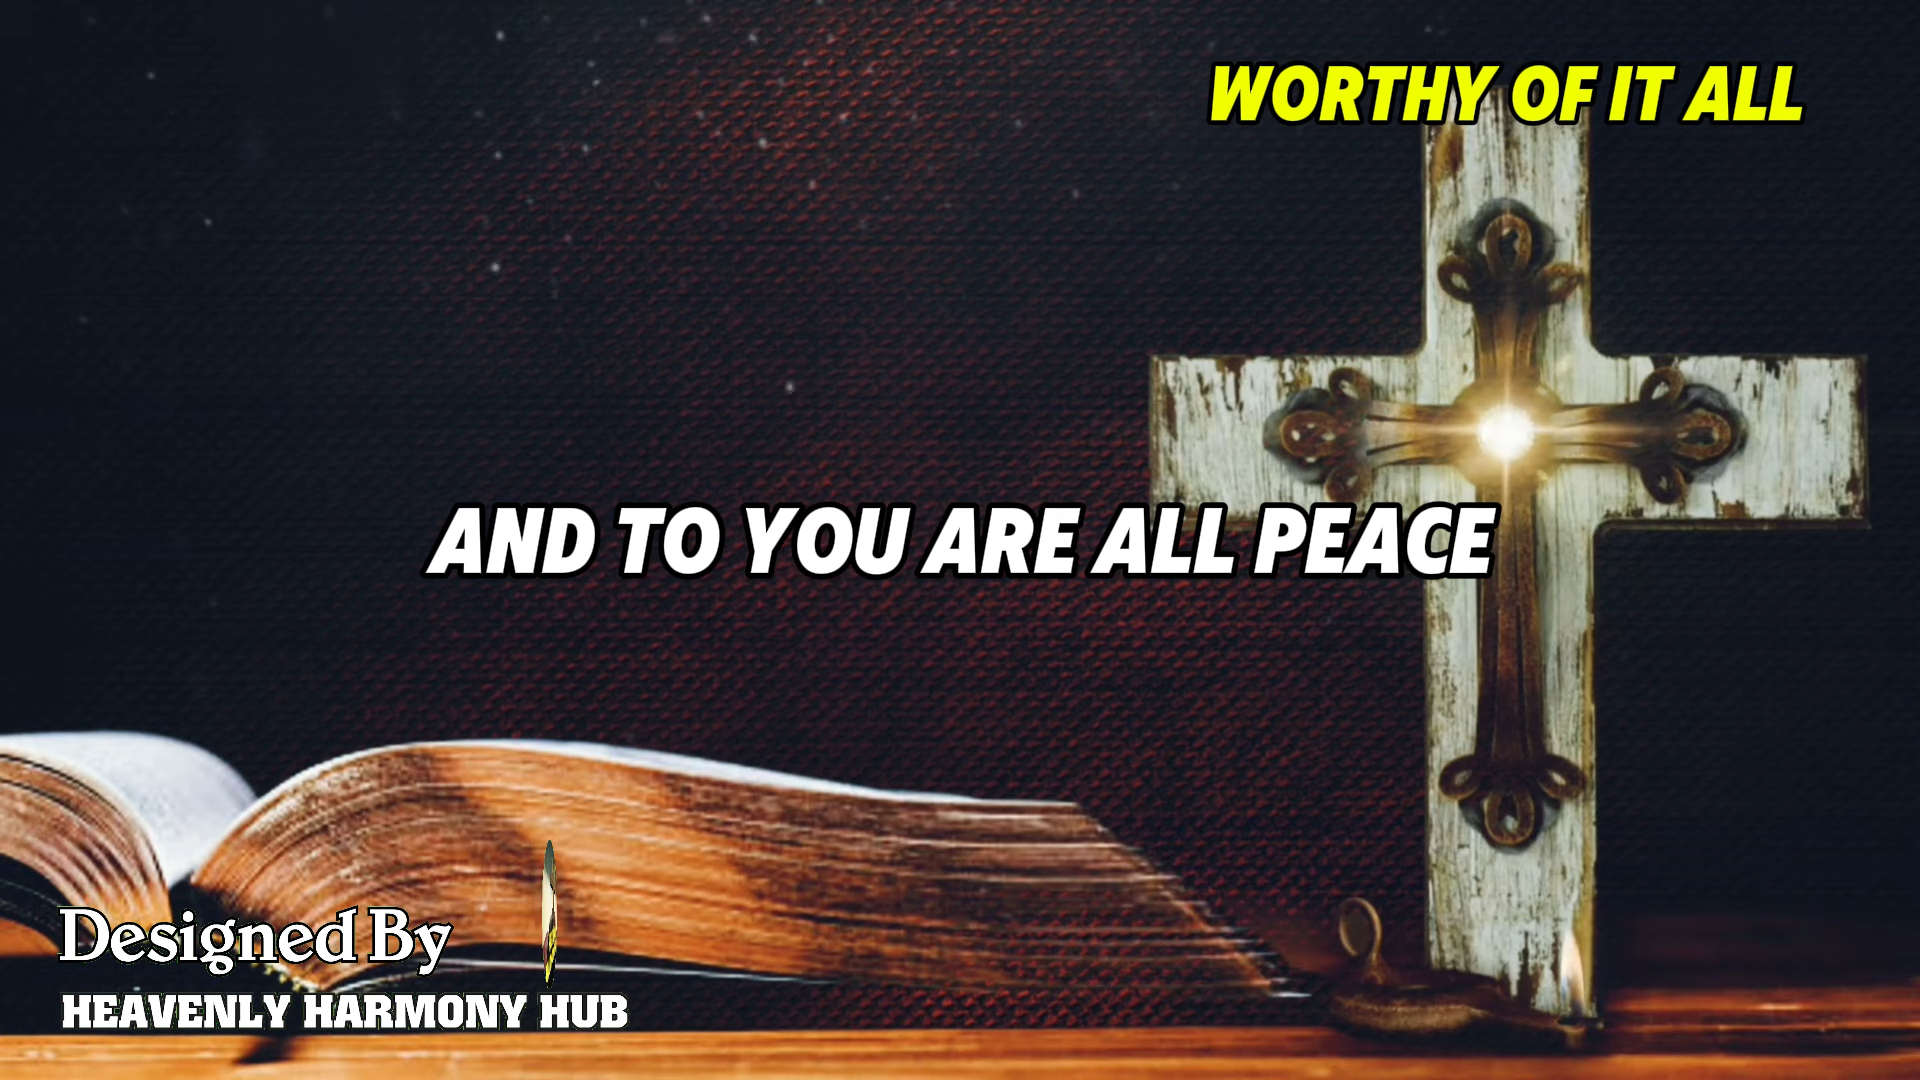 WORTHY OF IT ALL
AND TO YOU ARE ALL PEACE
Designed By
HEAVENLY HARMONY HUB